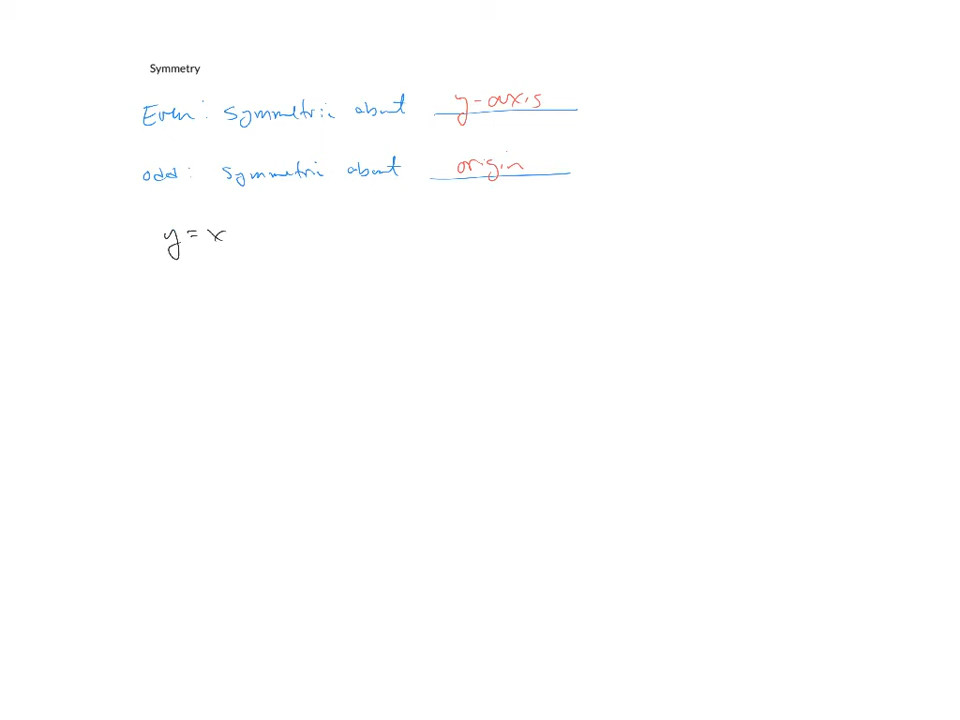 Symmetry
Even: symmetric about y-axis
odd: symmetric about origin
y = x